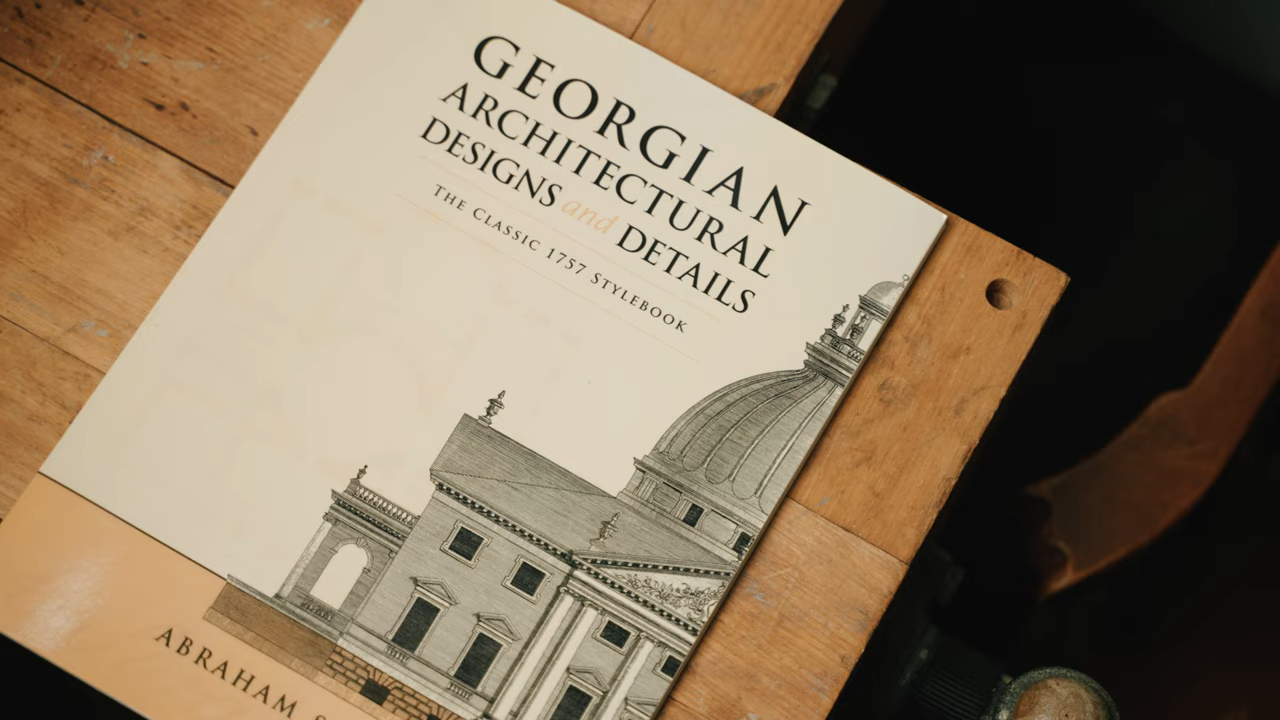 GEORGIAN
ARCHITECTURAL
DESIGNS and DETAILS
THE CLASSIC 1757 STYLEBOOK
ABRAHAM